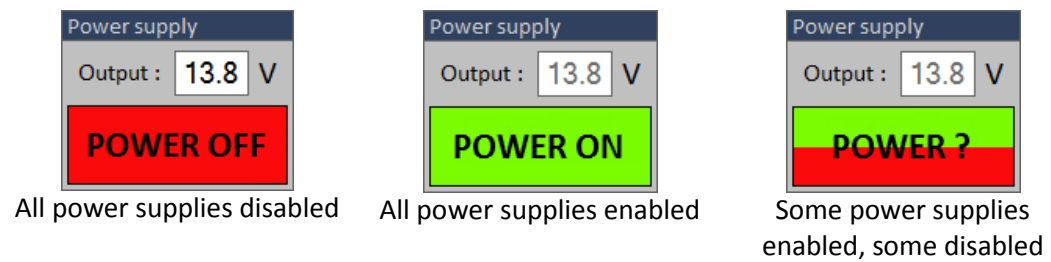 Power supply
Output : 13.8 V
POWER OFF
All power supplies disabled
Power supply
Output : 13.8 V
POWER ON
All power supplies enabled
Power supply
Output : 13.8 V
POWER ?
Some power supplies
enabled, some disabled